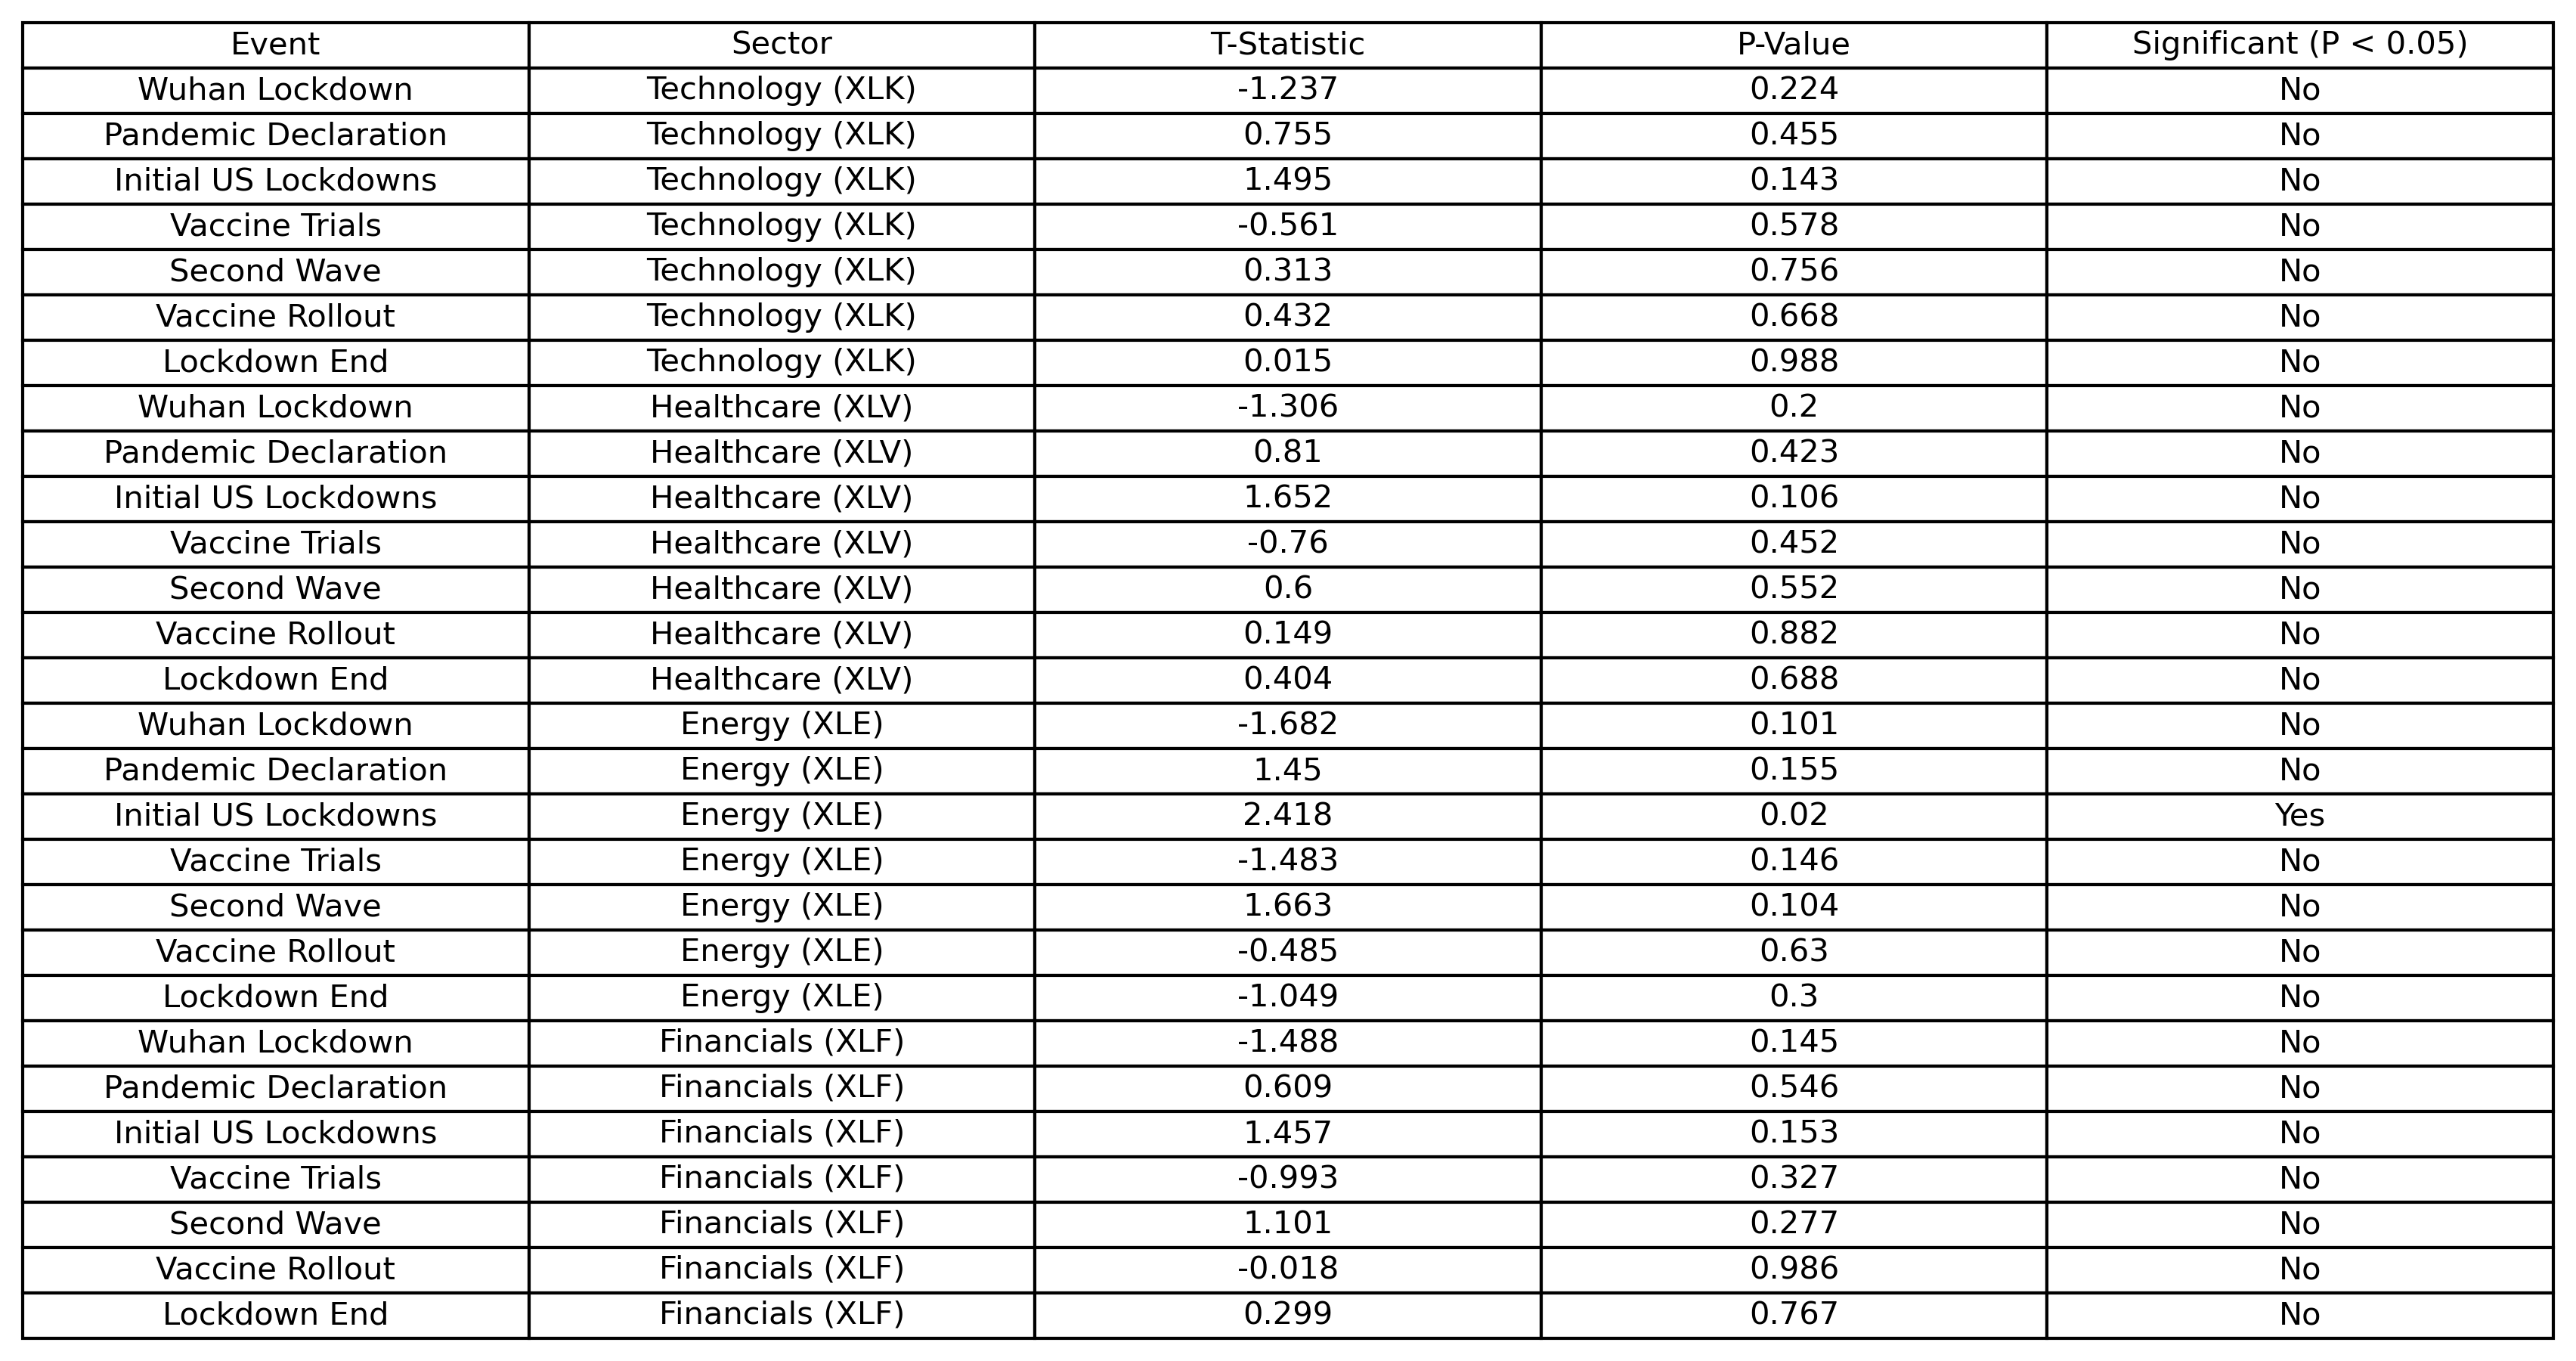 Event Sector T-Statistic P-Value Significant (P < 0.05)
Wuhan Lockdown Technology (XLK) -1.237 0.224 No
Pandemic Declaration Technology (XLK) 0.755 0.455 No
Initial US Lockdowns Technology (XLK) 1.495 0.143 No
Vaccine Trials Technology (XLK) -0.561 0.578 No
Second Wave Technology (XLK) 0.313 0.756 No
Vaccine Rollout Technology (XLK) 0.432 0.668 No
Lockdown End Technology (XLK) 0.015 0.988 No
Wuhan Lockdown Healthcare (XLV) -1.306 0.2 No
Pandemic Declaration Healthcare (XLV) 0.81 0.423 No
Initial US Lockdowns Healthcare (XLV) 1.652 0.106 No
Vaccine Trials Healthcare (XLV) -0.76 0.452 No
Second Wave Healthcare (XLV) 0.6 0.552 No
Vaccine Rollout Healthcare (XLV) 0.149 0.882 No
Lockdown End Healthcare (XLV) 0.404 0.688 No
Wuhan Lockdown Energy (XLE) -1.682 0.101 No
Pandemic Declaration Energy (XLE) 1.45 0.155 No
Initial US Lockdowns Energy (XLE) 2.418 0.02 Yes
Vaccine Trials Energy (XLE) -1.483 0.146 No
Second Wave Energy (XLE) 1.663 0.104 No
Vaccine Rollout Energy (XLE) -0.485 0.63 No
Lockdown End Energy (XLE) -1.049 0.3 No
Wuhan Lockdown Financials (XLF) -1.488 0.145 No
Pandemic Declaration Financials (XLF) 0.609 0.546 No
Initial US Lockdowns Financials (XLF) 1.457 0.153 No
Vaccine Trials Financials (XLF) -0.993 0.327 No
Second Wave Financials (XLF) 1.101 0.277 No
Vaccine Rollout Financials (XLF) -0.018 0.986 No
Lockdown End Financials (XLF) 0.299 0.767 No